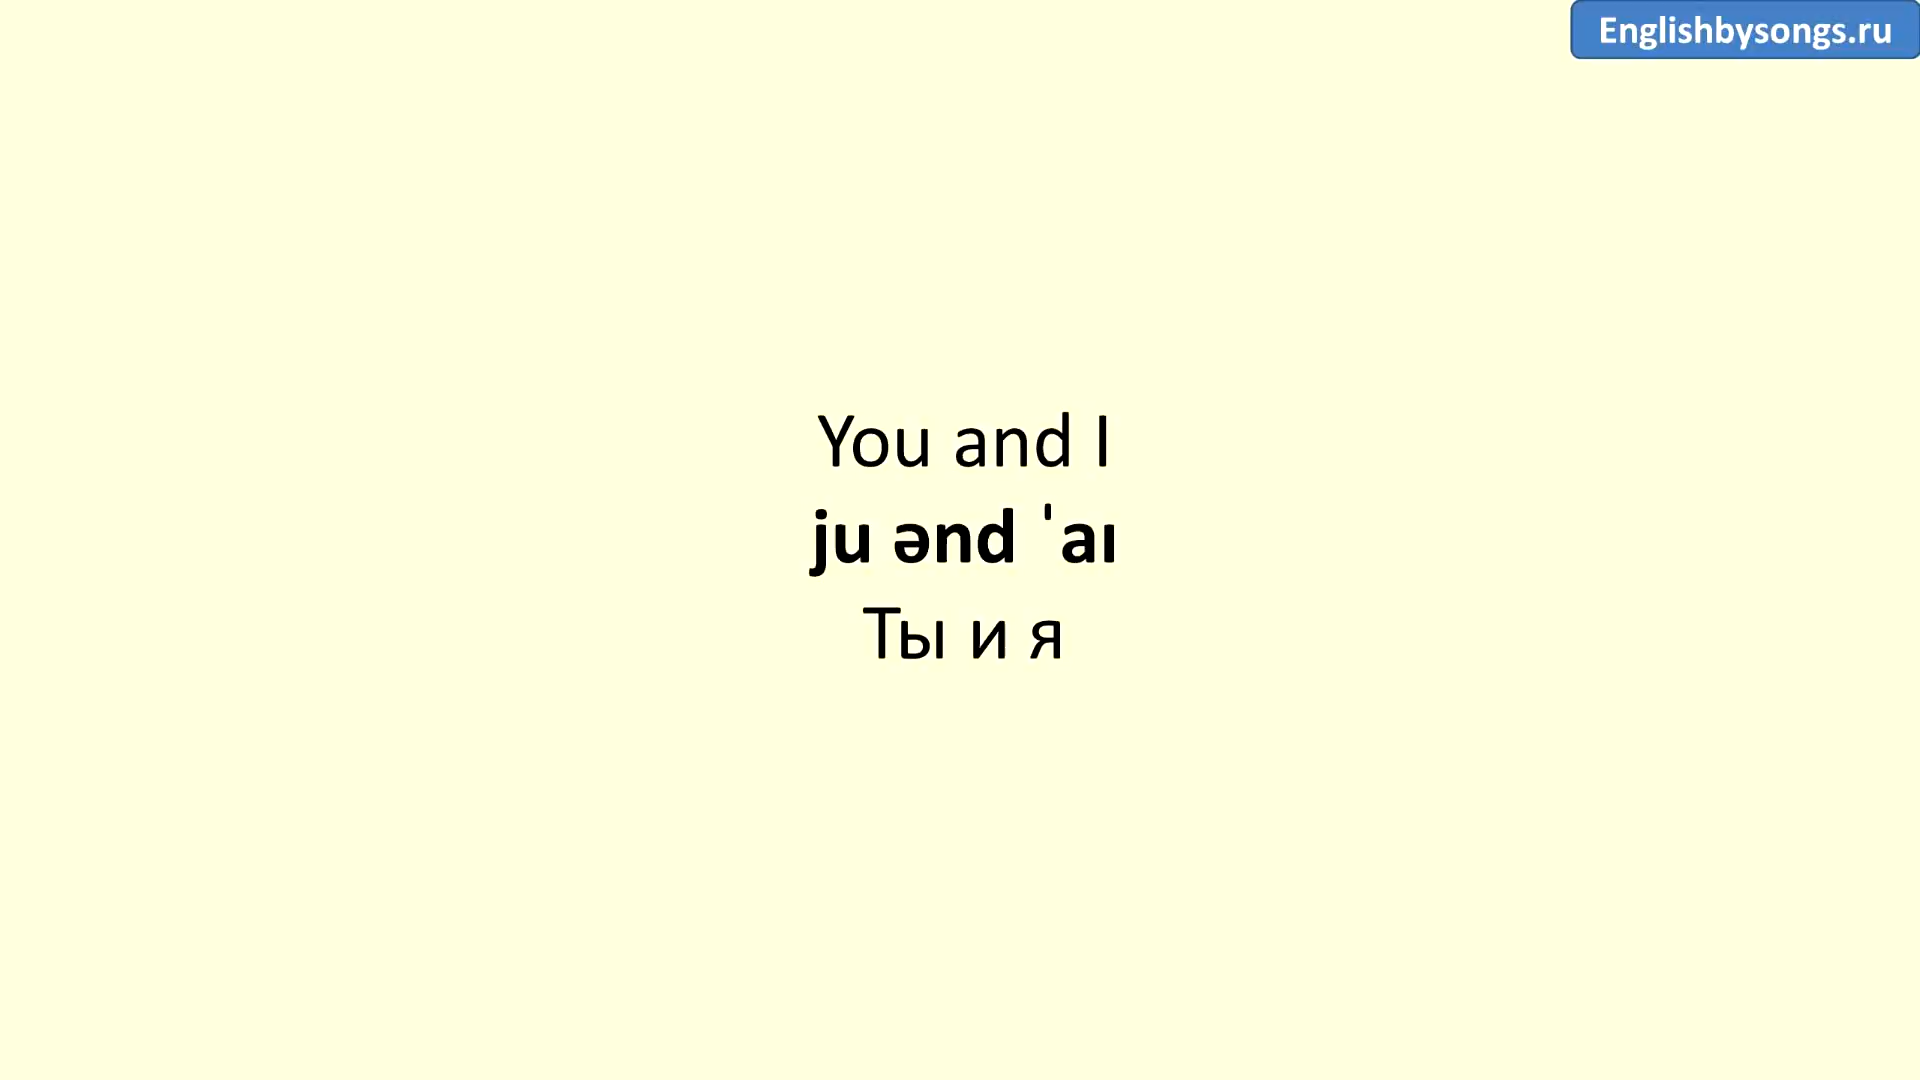 Englishbysongs.ru
You and I
ju ənd ˈaɪ
Ты и я